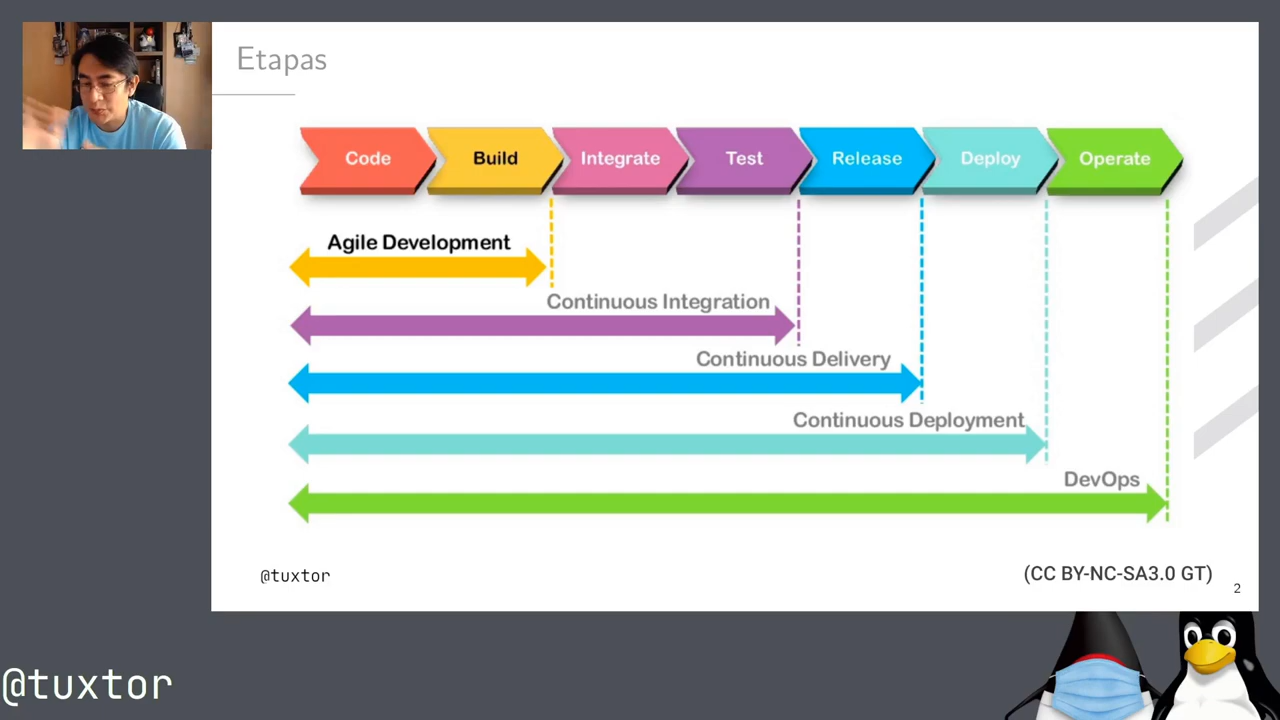 Etapas
Code Build Integrate Test Release Deploy Operate
Agile Development
Continuous Integration
Continuous Delivery
Continuous Deployment
DevOps
@tuxtor
(CC BY-NC-SA3.0 GT)
2
@tuxtor